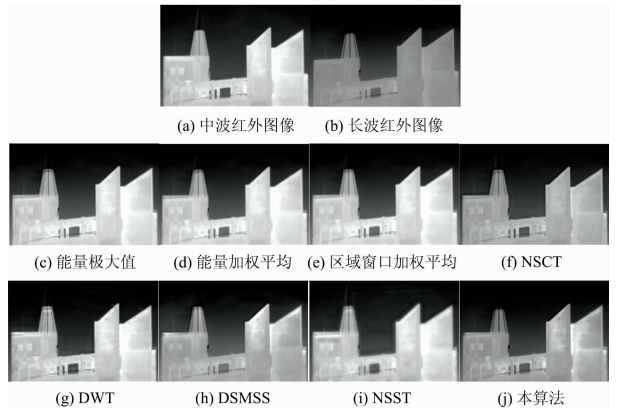 (a) 中波红外图像 (b) 长波红外图像
(c) 能量极大值 (d) 能量加权平均 (e) 区域窗口加权平均 (f) NSCT
(g) DWT (h) DSMSS (i) NSST (j) 本算法